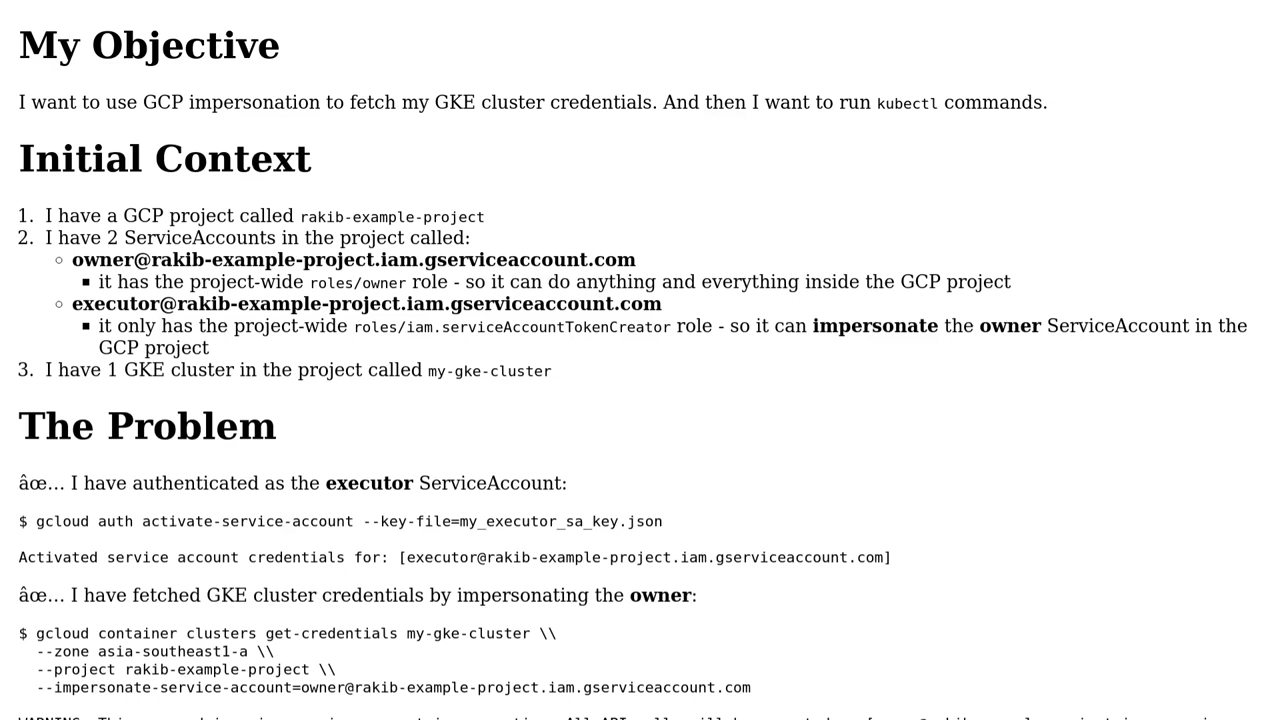 My Objective
I want to use GCP impersonation to fetch my GKE cluster credentials. And then I want to run kubectl commands.
Initial Context
1. I have a GCP project called rakib-example-project
2. I have 2 ServiceAccounts in the project called:
○ owner@rakib-example-project.iam.gserviceaccount.com
■ it has the project-wide roles/owner role - so it can do anything and everything inside the GCP project
○ executor@rakib-example-project.iam.gserviceaccount.com
■ it only has the project-wide roles/iam.serviceAccountTokenCreator role - so it can impersonate the owner ServiceAccount in the
GCP project
3. I have 1 GKE cluster in the project called my-gke-cluster
The Problem
âœ… I have authenticated as the executor ServiceAccount:
$ gcloud auth activate-service-account --key-file=my_executor_sa_key.json
Activated service account credentials for: [executor@rakib-example-project.iam.gserviceaccount.com]
âœ… I have fetched GKE cluster credentials by impersonating the owner:
$ gcloud container clusters get-credentials my-gke-cluster \\
--zone asia-southeast1-a \\
--project rakib-example-project \\
--impersonate-service-account=owner@rakib-example-project.iam.gserviceaccount.com